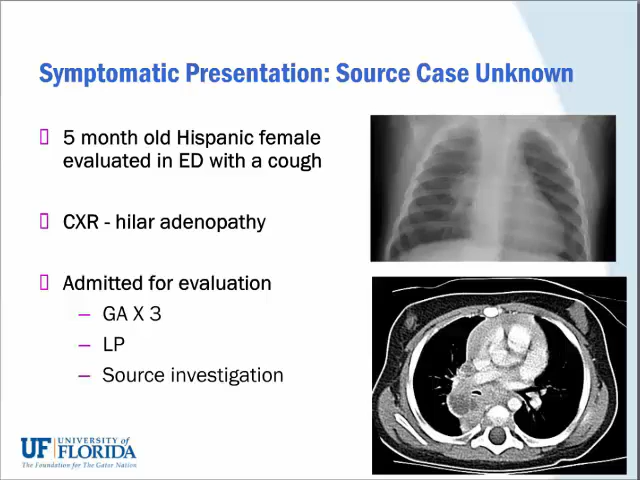 Symptomatic Presentation: Source Case Unknown
5 month old Hispanic female
evaluated in ED with a cough
CXR - hilar adenopathy
Admitted for evaluation
– GA X 3
– LP
– Source investigation
UF UNIVERSITY of
FLORIDA
The Foundation for The Gator Nation